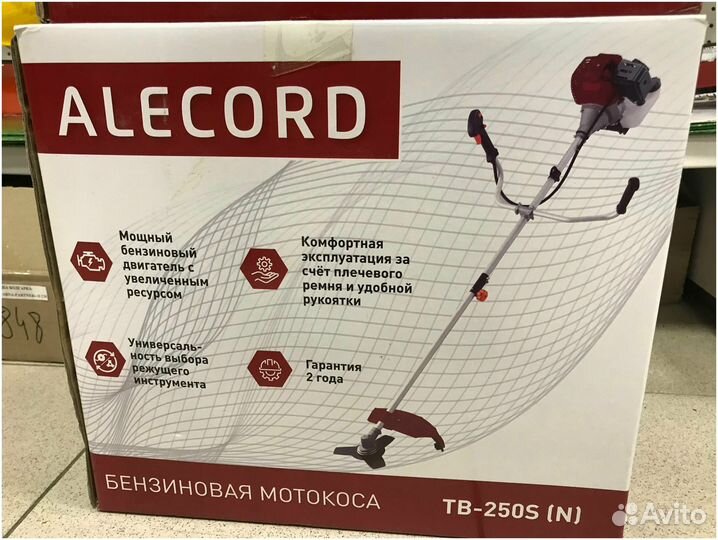 ALECORD
Мощный
бензиновый
двигатель с
увеличенным
ресурсом
Комфортная
эксплуатация за
счёт плечевого
ремня и удобной
рукоятки
Универсаль-
ность выбора
режущего
инструмента
Гарантия
2 года
БЕНЗИНОВАЯ МОТОКОСА
TB-250S (N)
848
Avito